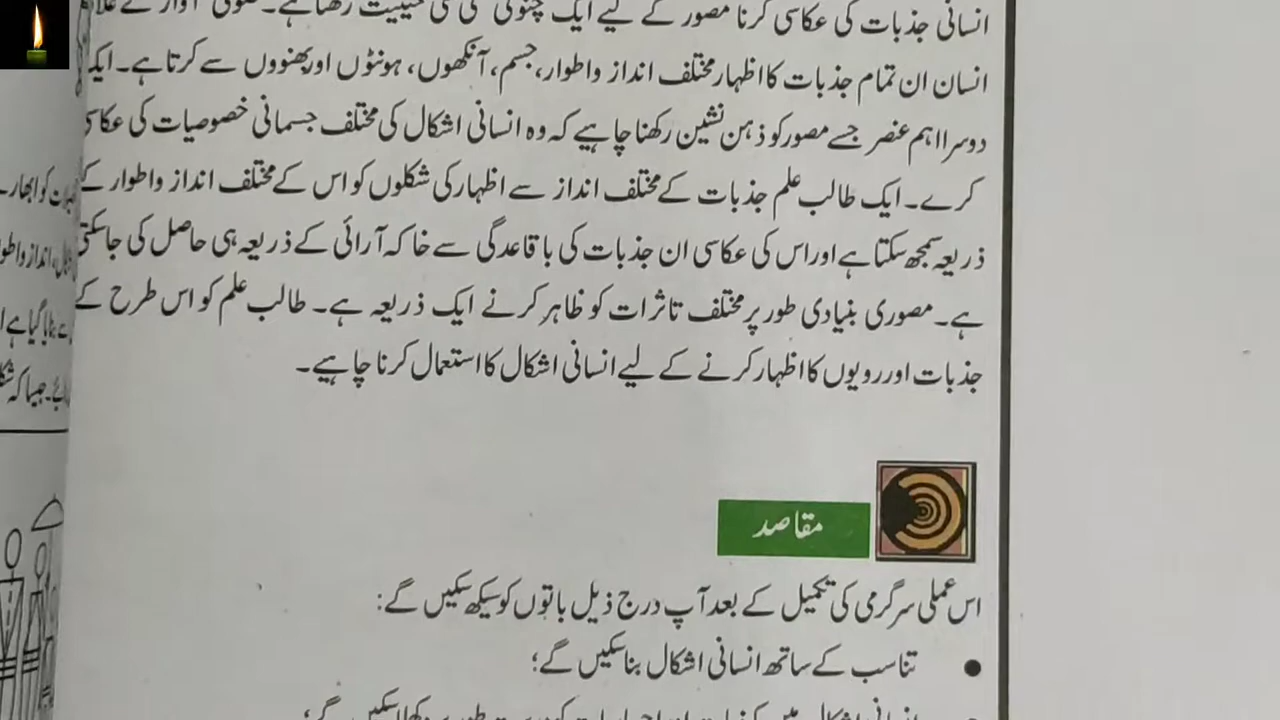 انسانی جذبات کی عکاسی کرنا مصور کے لیے ایک چنوتی کی سی حیثیت رکھتا ہے۔
انسان ان تمام جذبات کا اظہار مختلف انداز واطوار، جسم، آنکھوں، ہونٹوں اور بھنووں سے کرتا ہے۔ ایک
دوسرا اہم عنصر جسے مصور کو ذہن نشین رکھنا چاہیے کہ وہ انسانی اشکال کی مختلف جسمانی خصوصیات کی عکاسی
کرے۔ ایک طالب علم جذبات کے مختلف انداز سے اظہار کی شکلوں کو اس کے مختلف انداز واطوار کے
ذریعہ سمجھ سکتا ہے اور اس کی عکاسی ان جذبات کی باقاعدگی سے خاکہ آرائی کے ذریعہ ہی حاصل کی جاسکتی
ہے۔ مصوری بنیادی طور پر مختلف تاثرات کو ظاہر کرنے ایک ذریعہ ہے۔ طالب علم کو اس طرح کے
جذبات اور رویوں کا اظہار کرنے کے لیے انسانی اشکال کا استعمال کرنا چاہیے۔
مقاصد
اس عملی سرگرمی کی تکمیل کے بعد آپ درج ذیل باتوں کو سیکھ سکیں گے:
• تناسب کے ساتھ انسانی اشکال بنا سکیں گے؛